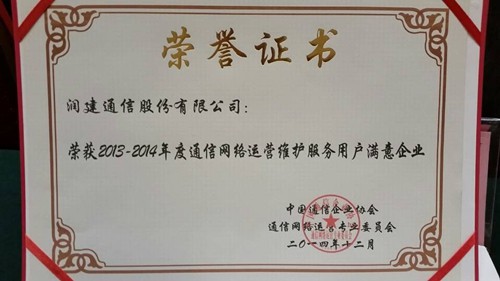 荣誉证书
润建通信股份有限公司：
荣获2013-2014年度通信网络运营维护服务用户满意企业
中国通信企业协会
通信网络运营专业委员会
二〇一四年十二月